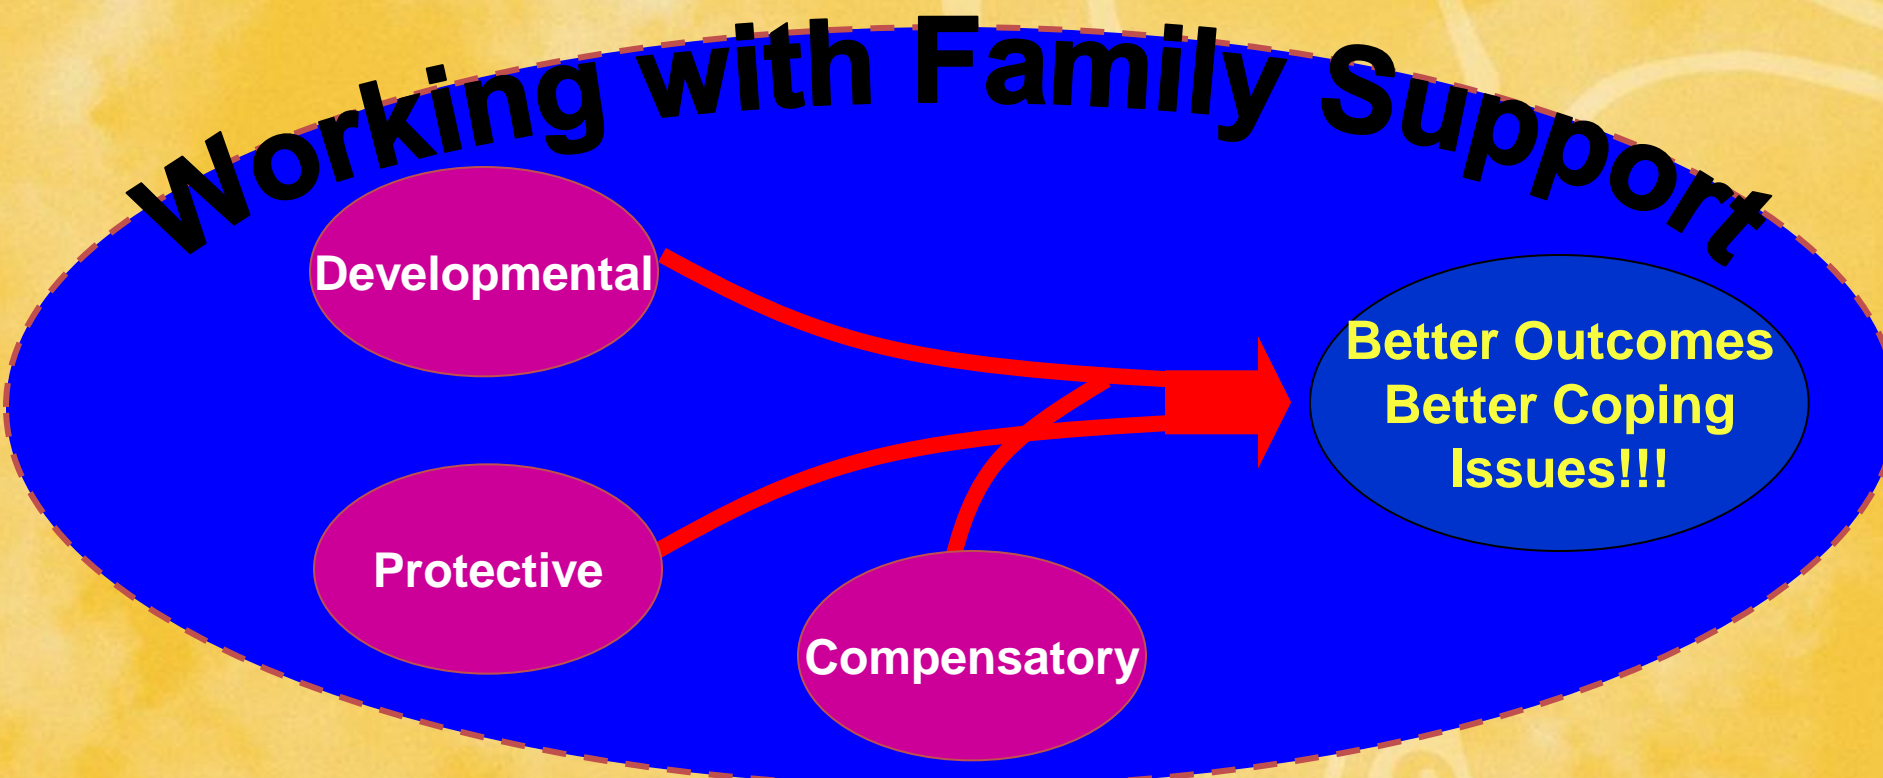 Working with Family Support
Developmental
Better Outcomes
Better Coping
Issues!!!
Protective
Compensatory